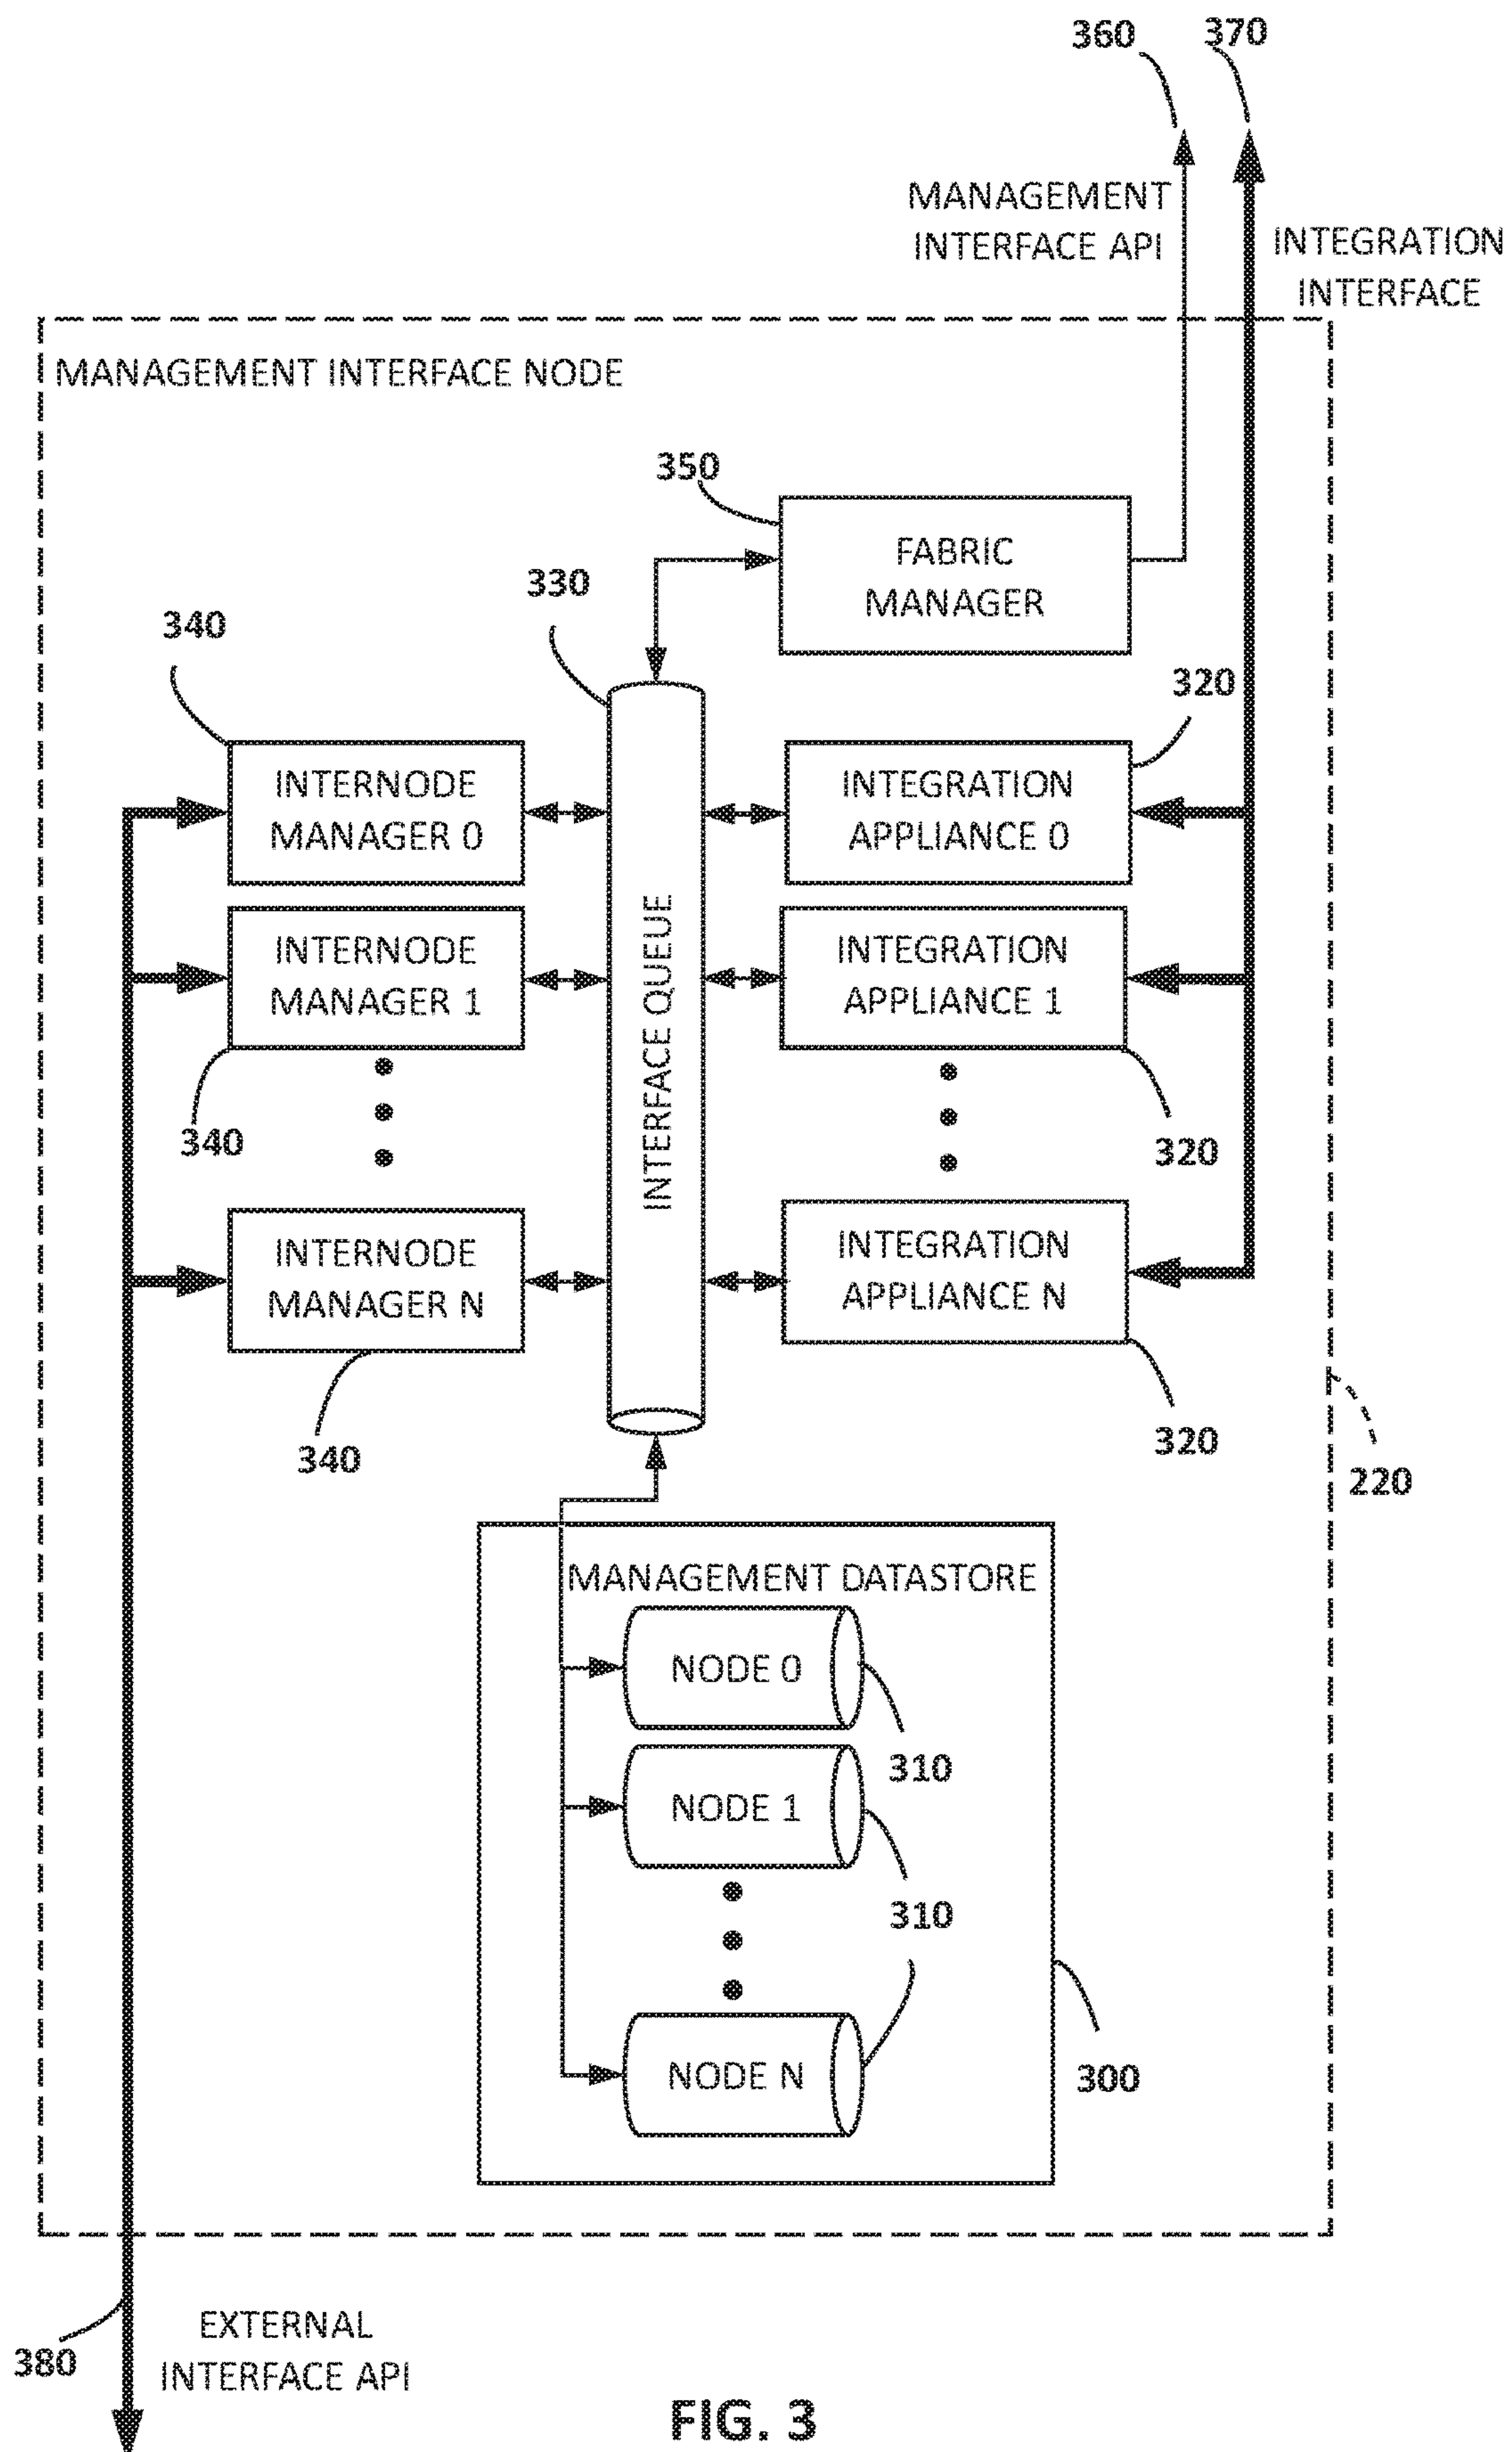 360
370
MANAGEMENT
INTERFACE API
INTEGRATION
INTERFACE
MANAGEMENT INTERFACE NODE
350
FABRIC
MANAGER
330
340
320
INTERNODE
MANAGER 0
INTEGRATION
APPLIANCE 0
INTERNODE
MANAGER 1
INTERFACE QUEUE
INTEGRATION
APPLIANCE 1
340
320
INTERNODE
MANAGER N
INTEGRATION
APPLIANCE N
340
320
220
MANAGEMENT DATASTORE
NODE 0
310
NODE 1
310
NODE N
300
EXTERNAL
INTERFACE API
380
FIG. 3